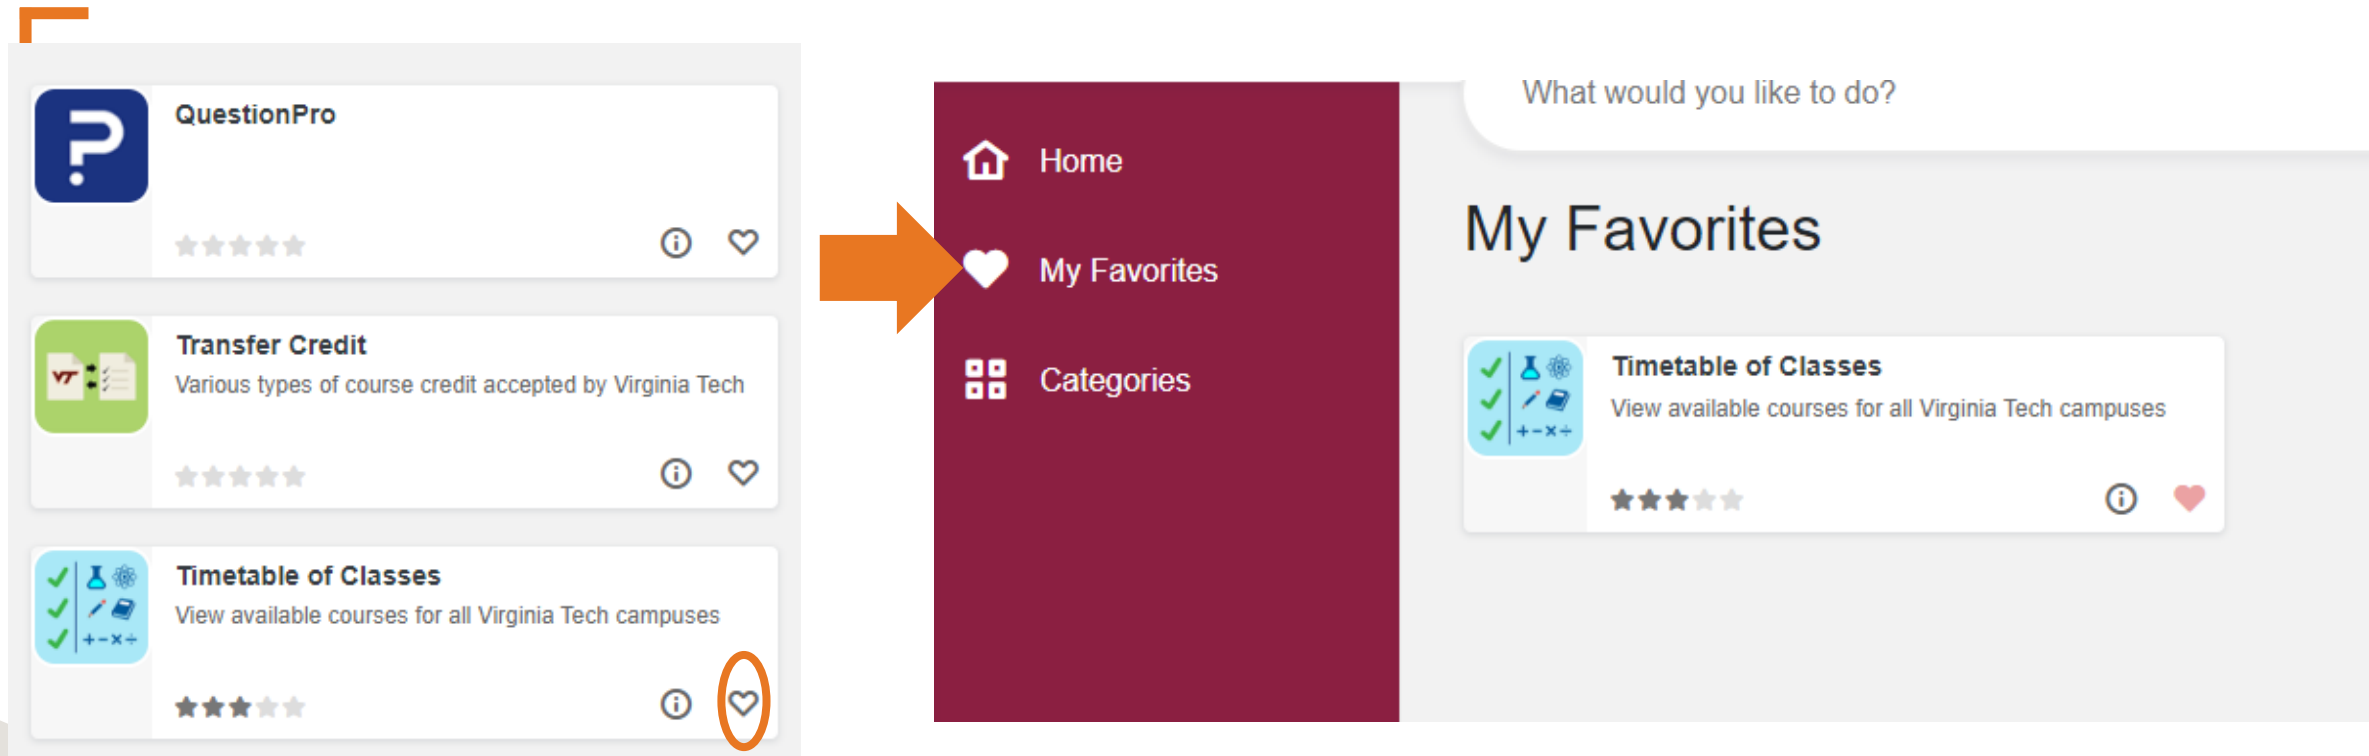 QuestionPro
Transfer Credit
Various types of course credit accepted by Virginia Tech
VT
Timetable of Classes
View available courses for all Virginia Tech campuses
+-×÷
Home
My Favorites
Categories
What would you like to do?
My Favorites
Timetable of Classes
View available courses for all Virginia Tech campuses
+-×÷